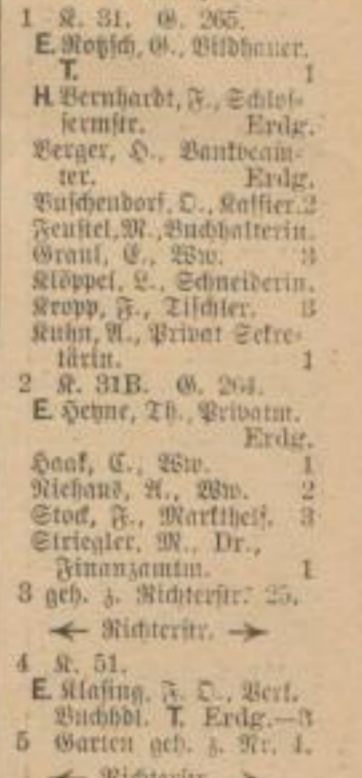 1 K. 31. G. 265.
E. Rotzsch, G., Bildhauer.
T. 1
H. Bernhardt, F., Schlos-
sermstr. Erdg.
Berger, H., Bankbeam-
ter. Erdg.
Buschendorf, O., Kassier. 2
Feustel, M., Buchhalterin.
Graul, E., Ww. 3
Klöppel, L., Schneiderin.
Kropp, F., Tischler. 3
Kuhn, A., Privat Sekre-
tärin. 1
2 K. 31B. G. 264.
E. Heyne, Th., Privatm.
Erdg.
Haak, C., Ww. 1
Niehaus, A., Ww. 2
Stock, F., Markthelf. 3
Striegler, M., Dr.,
Finanzamtm. 1
3 geh. z. Richterstr. 25.
← Richterstr. →
4 K. 51.
E. Klasing, F. O., Verl.
Buchhdl. T. Erdg.—3
5 Garten geh. z. Nr. 4.
← Richterstr. →